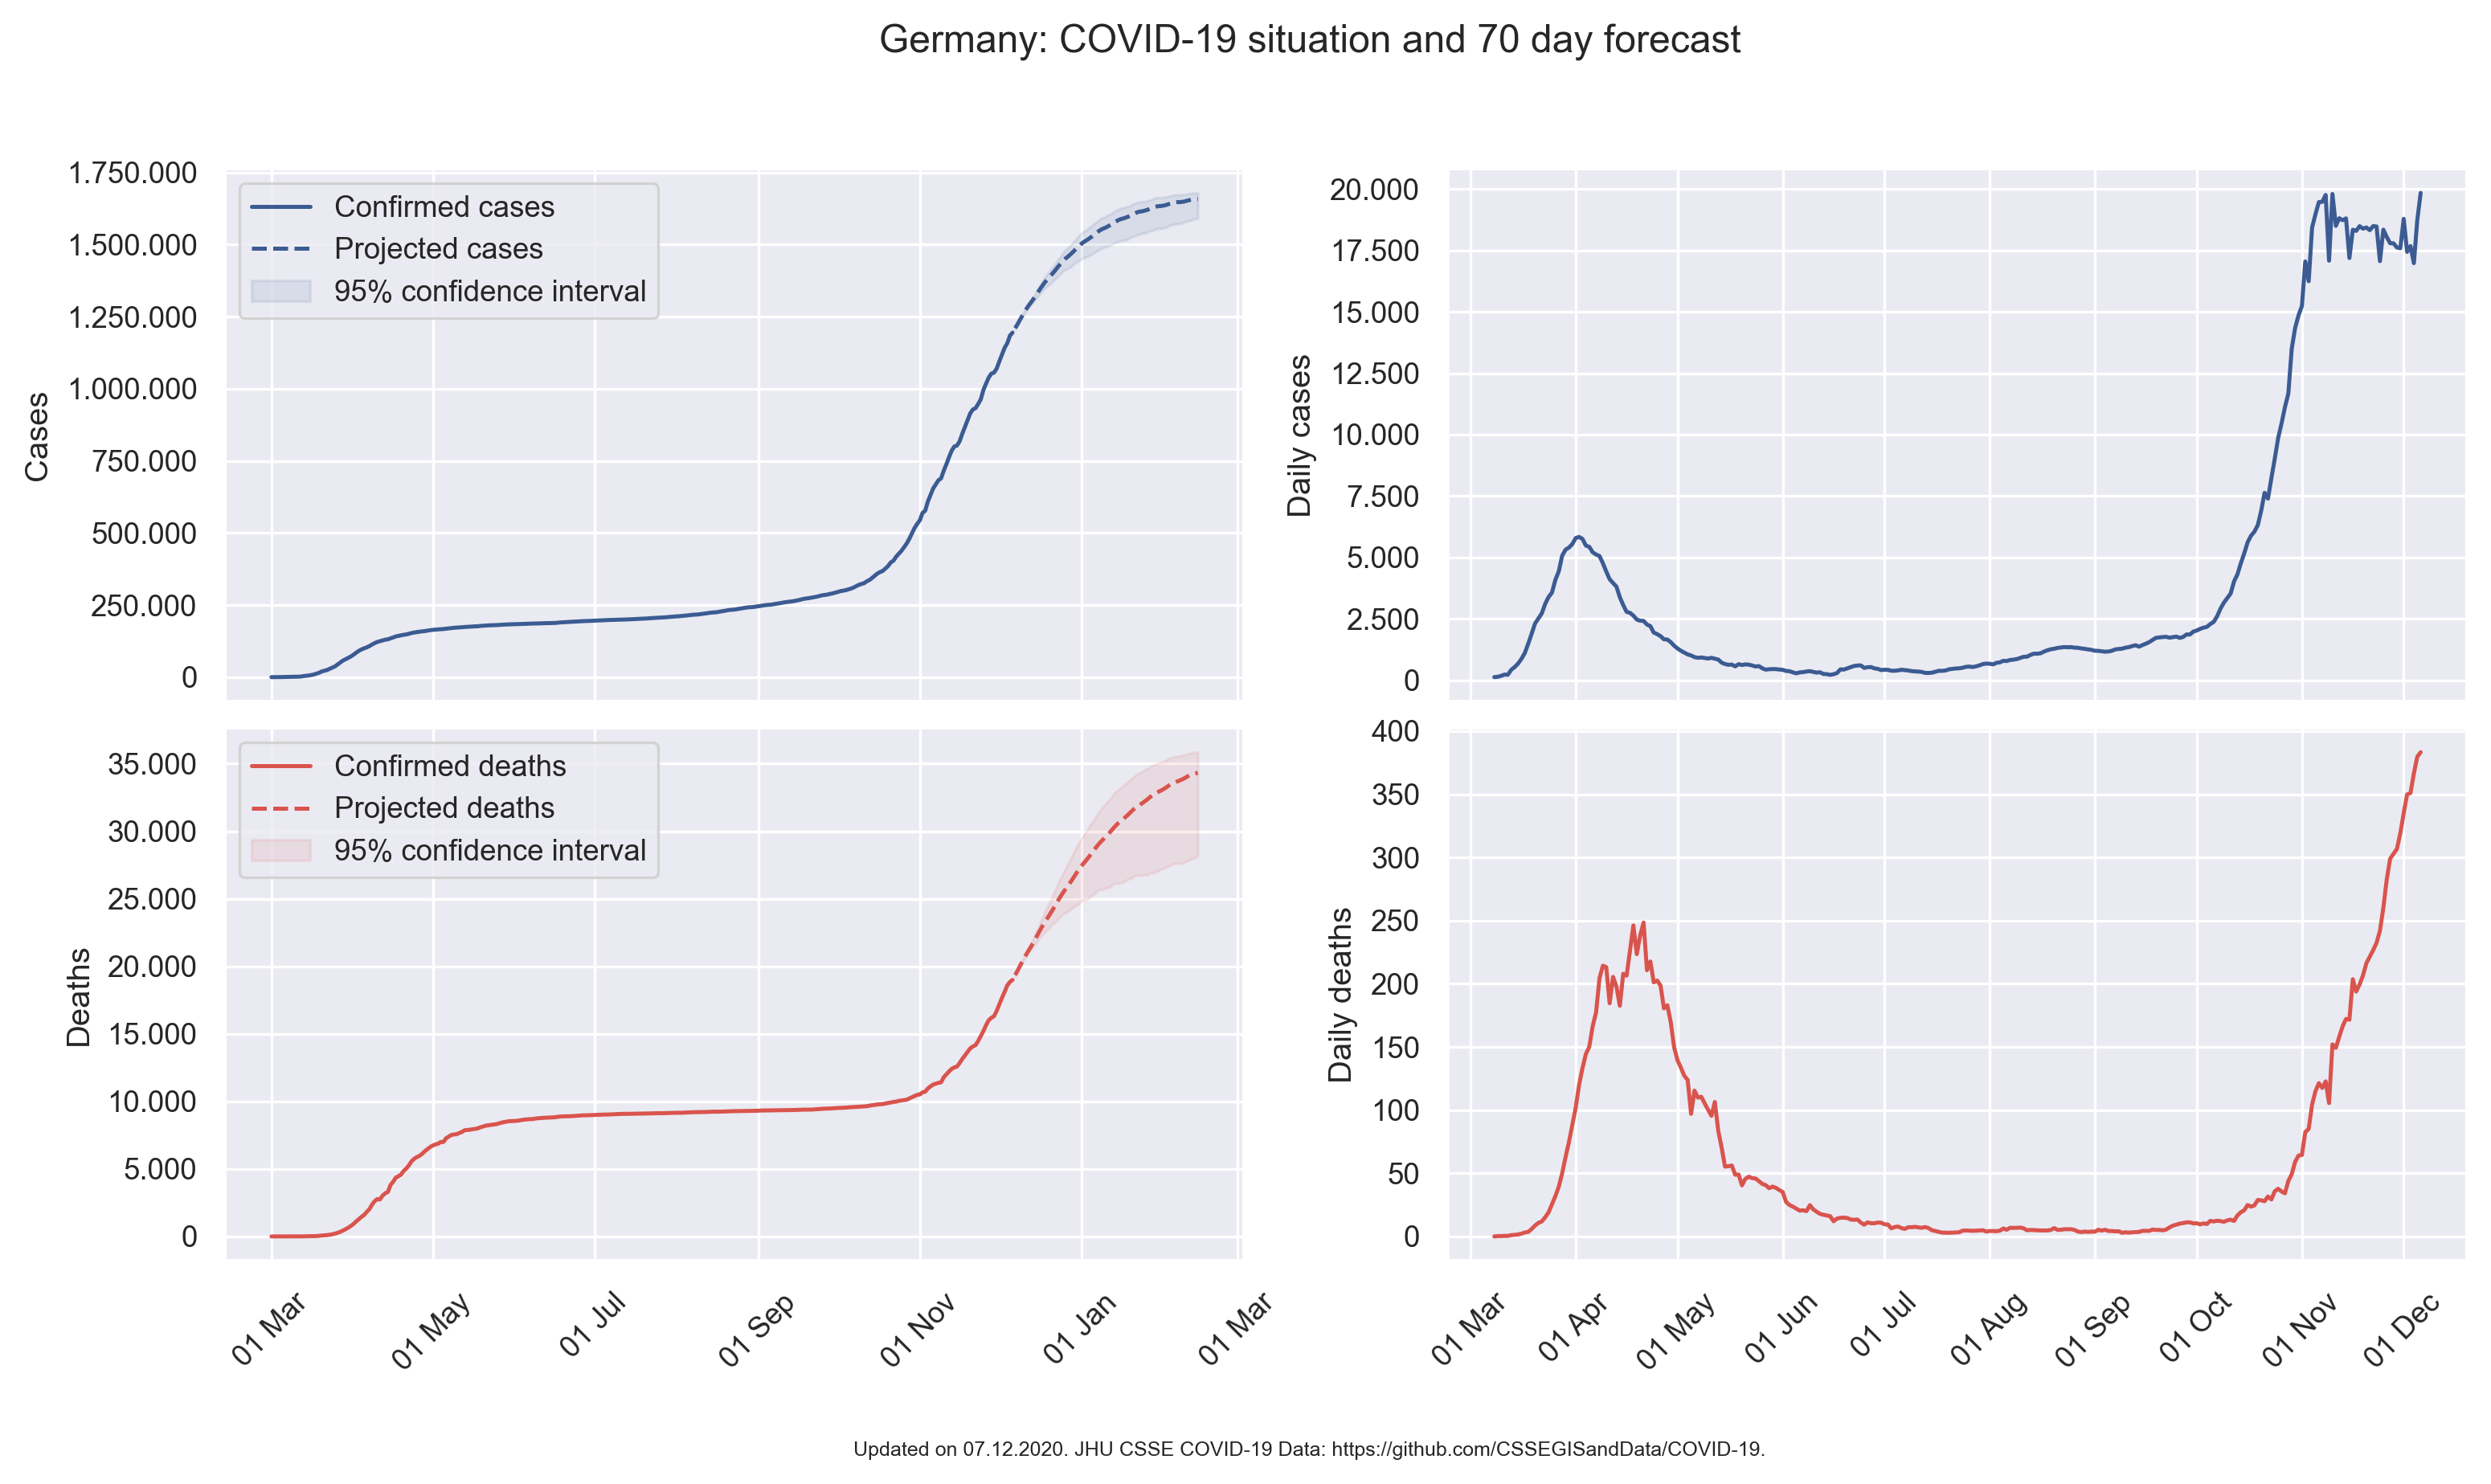 Germany: COVID-19 situation and 70 day forecast
1.750.000
1.500.000
1.250.000
1.000.000
750.000
500.000
250.000
0
Cases
Confirmed cases
Projected cases
95% confidence interval
20.000
17.500
15.000
12.500
10.000
7.500
5.000
2.500
0
Daily cases
35.000
30.000
25.000
20.000
15.000
10.000
5.000
0
Deaths
Confirmed deaths
Projected deaths
95% confidence interval
01 Mar
01 May
01 Jul
01 Sep
01 Nov
01 Jan
01 Mar
400
350
300
250
200
150
100
50
0
Daily deaths
01 Mar
01 Apr
01 May
01 Jun
01 Jul
01 Aug
01 Sep
01 Oct
01 Nov
01 Dec
Updated on 07.12.2020. JHU CSSE COVID-19 Data: https://github.com/CSSEGISandData/COVID-19.